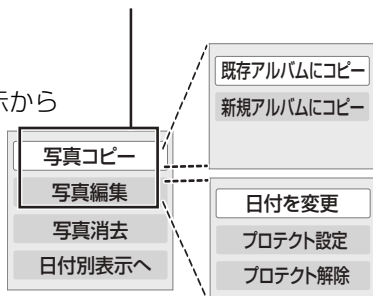 示から
写真コピー
写真編集
写真消去
日付別表示へ
既存アルバムにコピー
新規アルバムにコピー
日付を変更
プロテクト設定
プロテクト解除